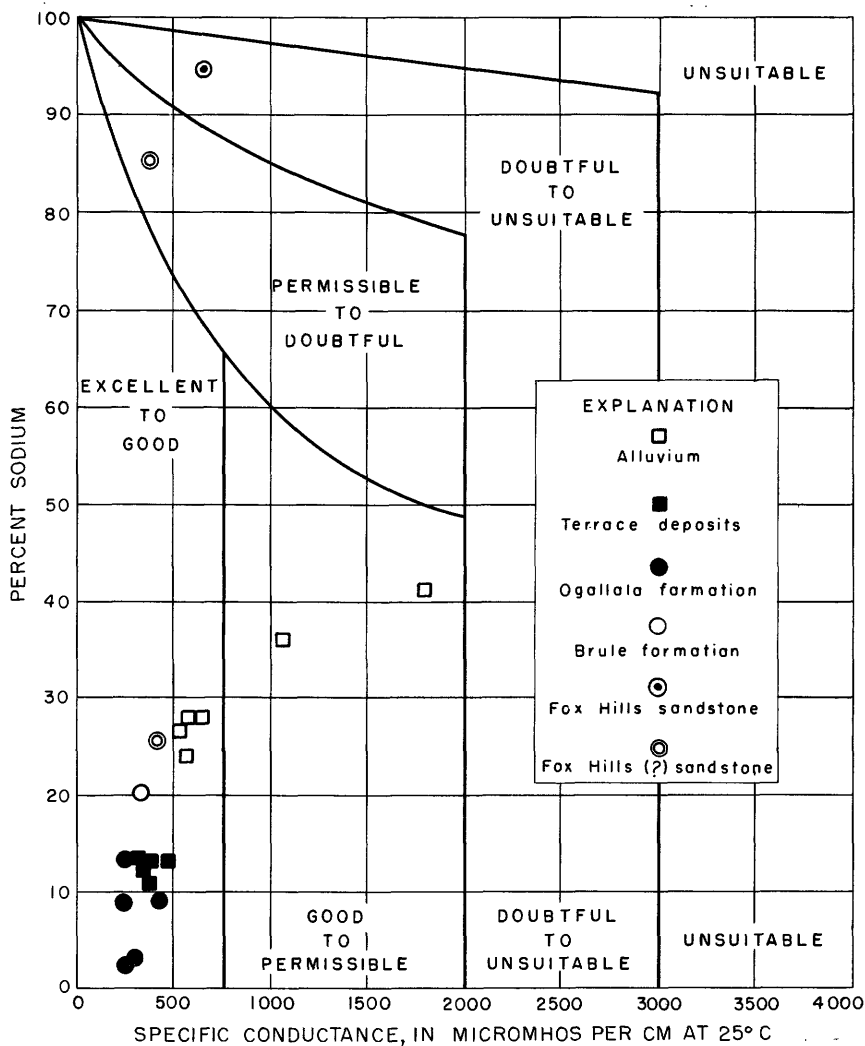 100
90
80
70
60
50
40
30
20
10
0
PERCENT SODIUM
UNSUITABLE
DOUBTFUL
TO
UNSUITABLE
PERMISSIBLE
TO
DOUBTFUL
EXCELLENT
TO
GOOD
EXPLANATION
Alluvium
Terrace deposits
Ogallala formation
Brule formation
Fox Hills sandstone
Fox Hills (?) sandstone
GOOD
TO
PERMISSIBLE
DOUBTFUL
TO
UNSUITABLE
UNSUITABLE
0 500 1000 1500 2000 2500 3000 3500 4000
SPECIFIC CONDUCTANCE, IN MICROMHOS PER CM AT 25° C